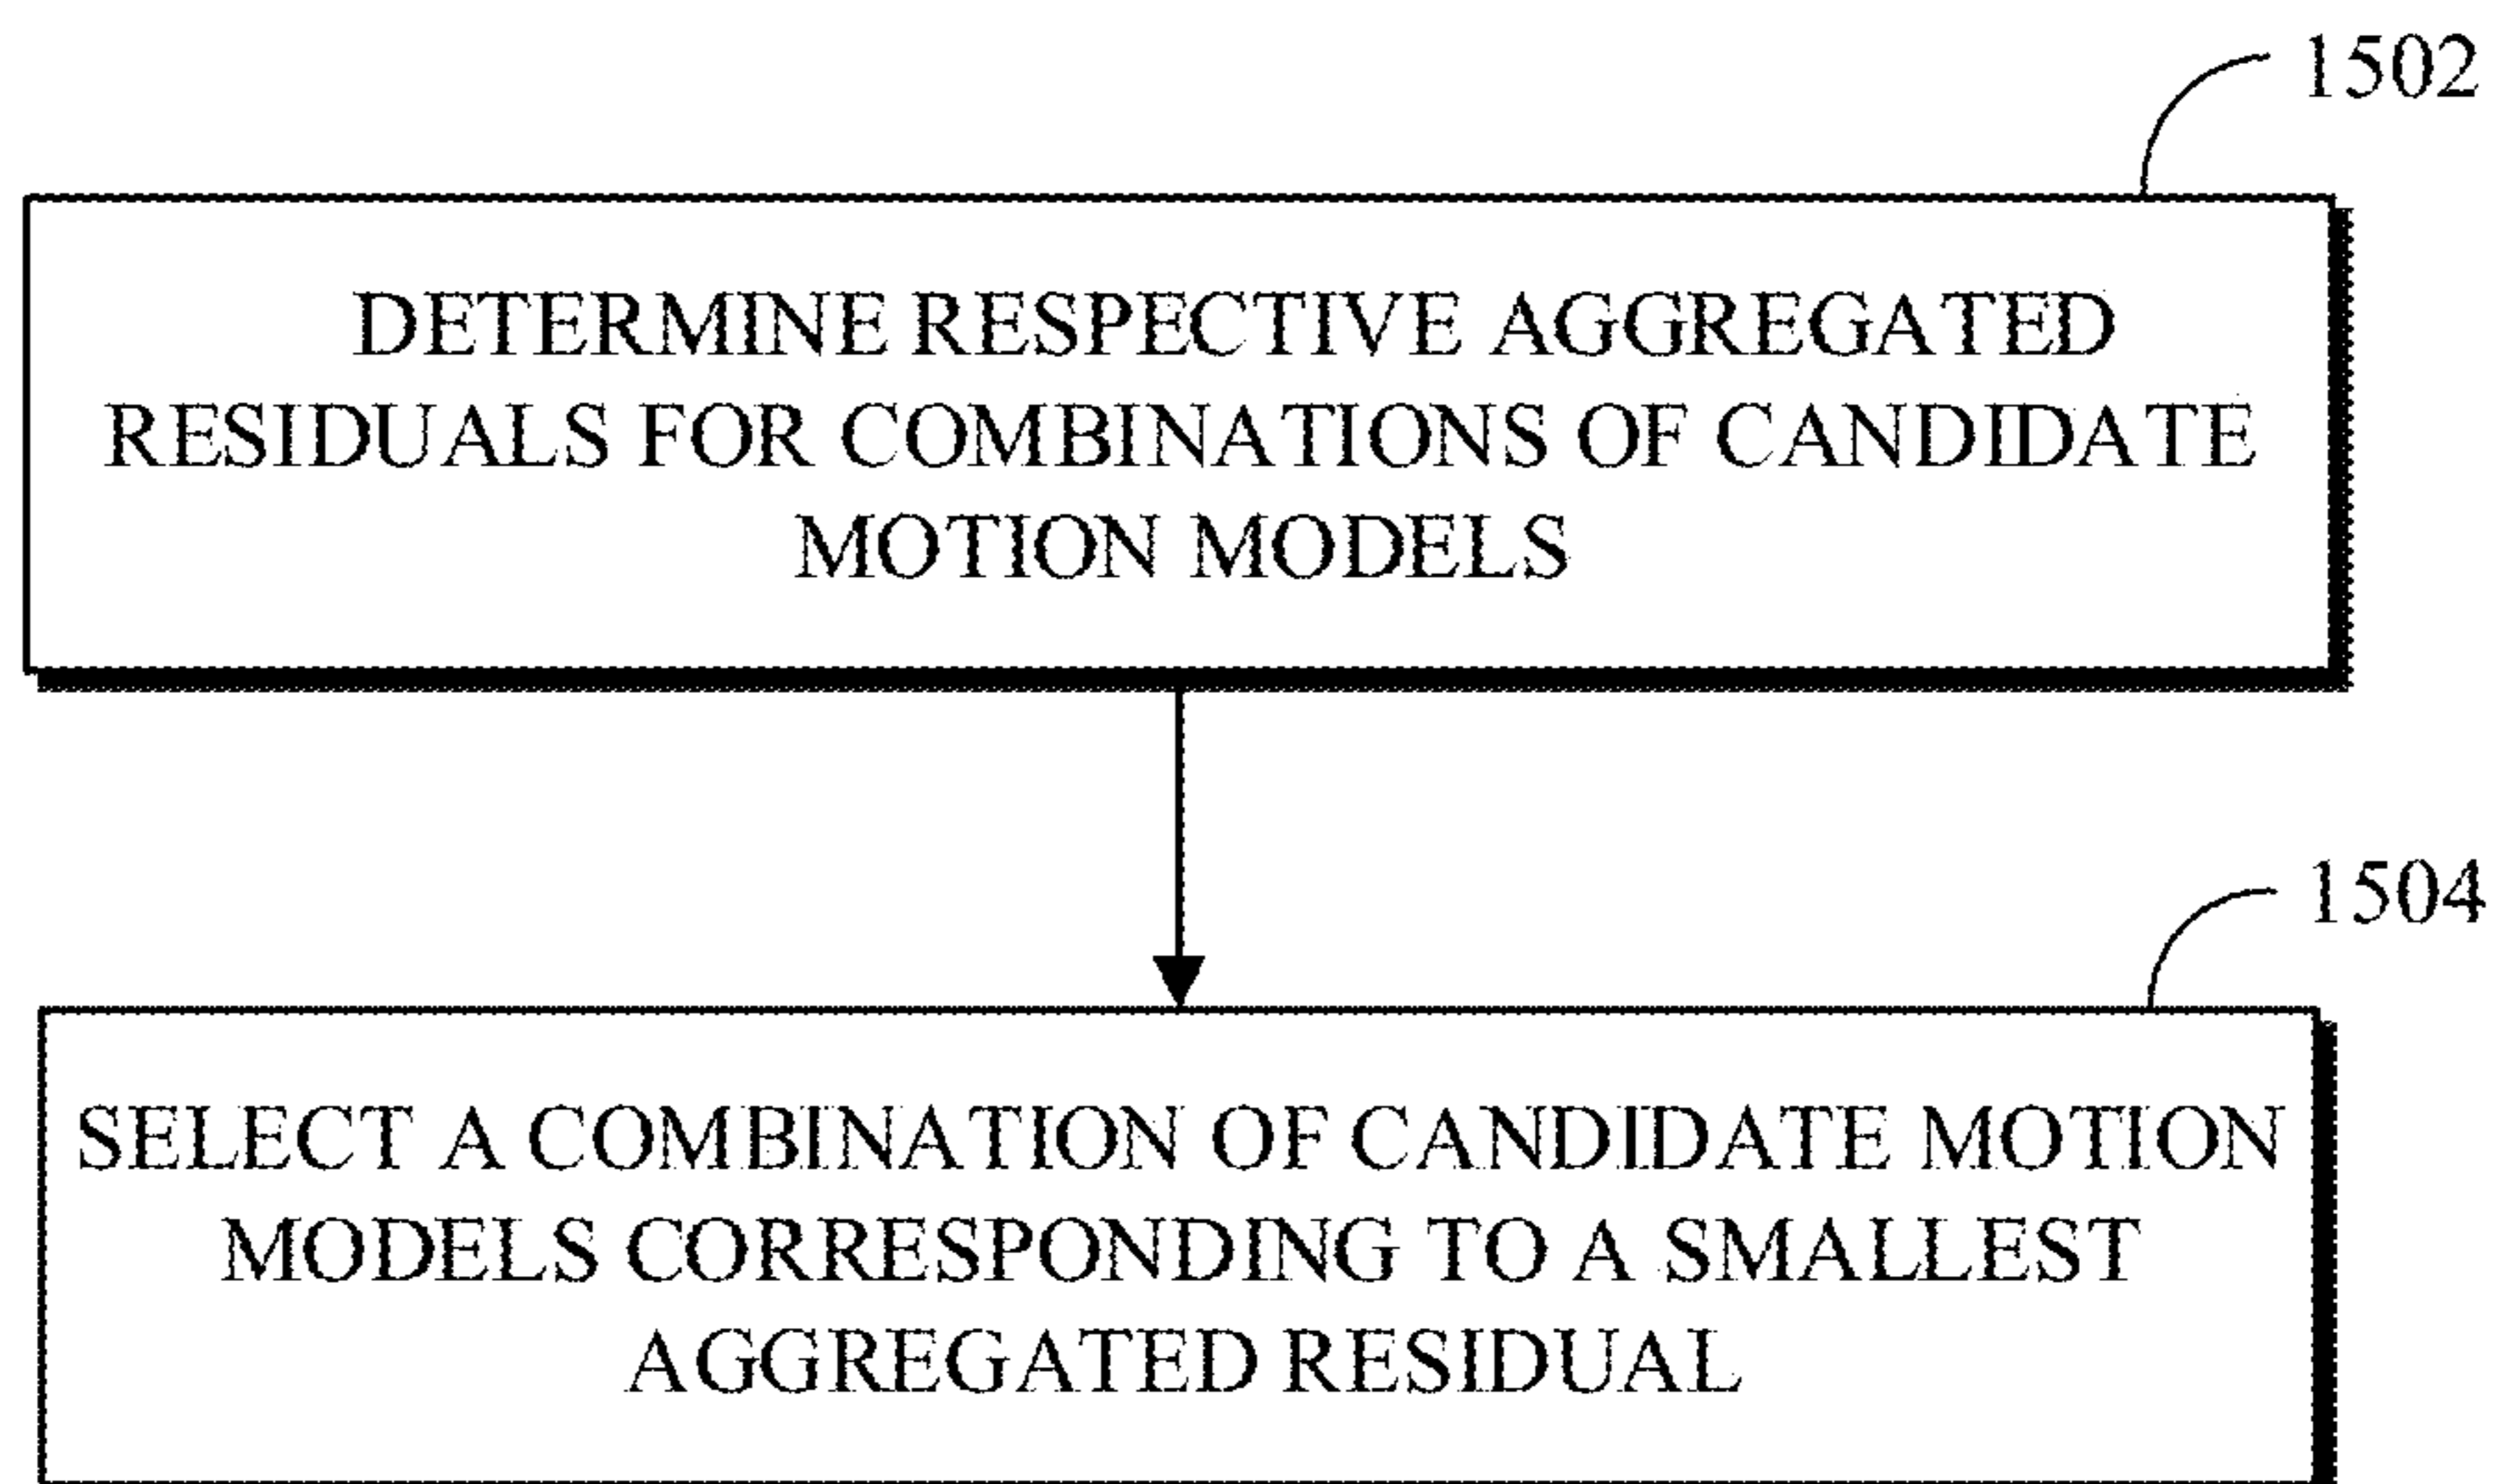 1502
DETERMINE RESPECTIVE AGGREGATED
RESIDUALS FOR COMBINATIONS OF CANDIDATE
MOTION MODELS
1504
SELECT A COMBINATION OF CANDIDATE MOTION
MODELS CORRESPONDING TO A SMALLEST
AGGREGATED RESIDUAL